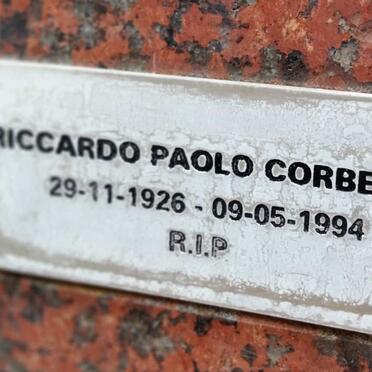 RICCARDO PAOLO CORBE
29-11-1926 - 09-05-1994
R.I.P